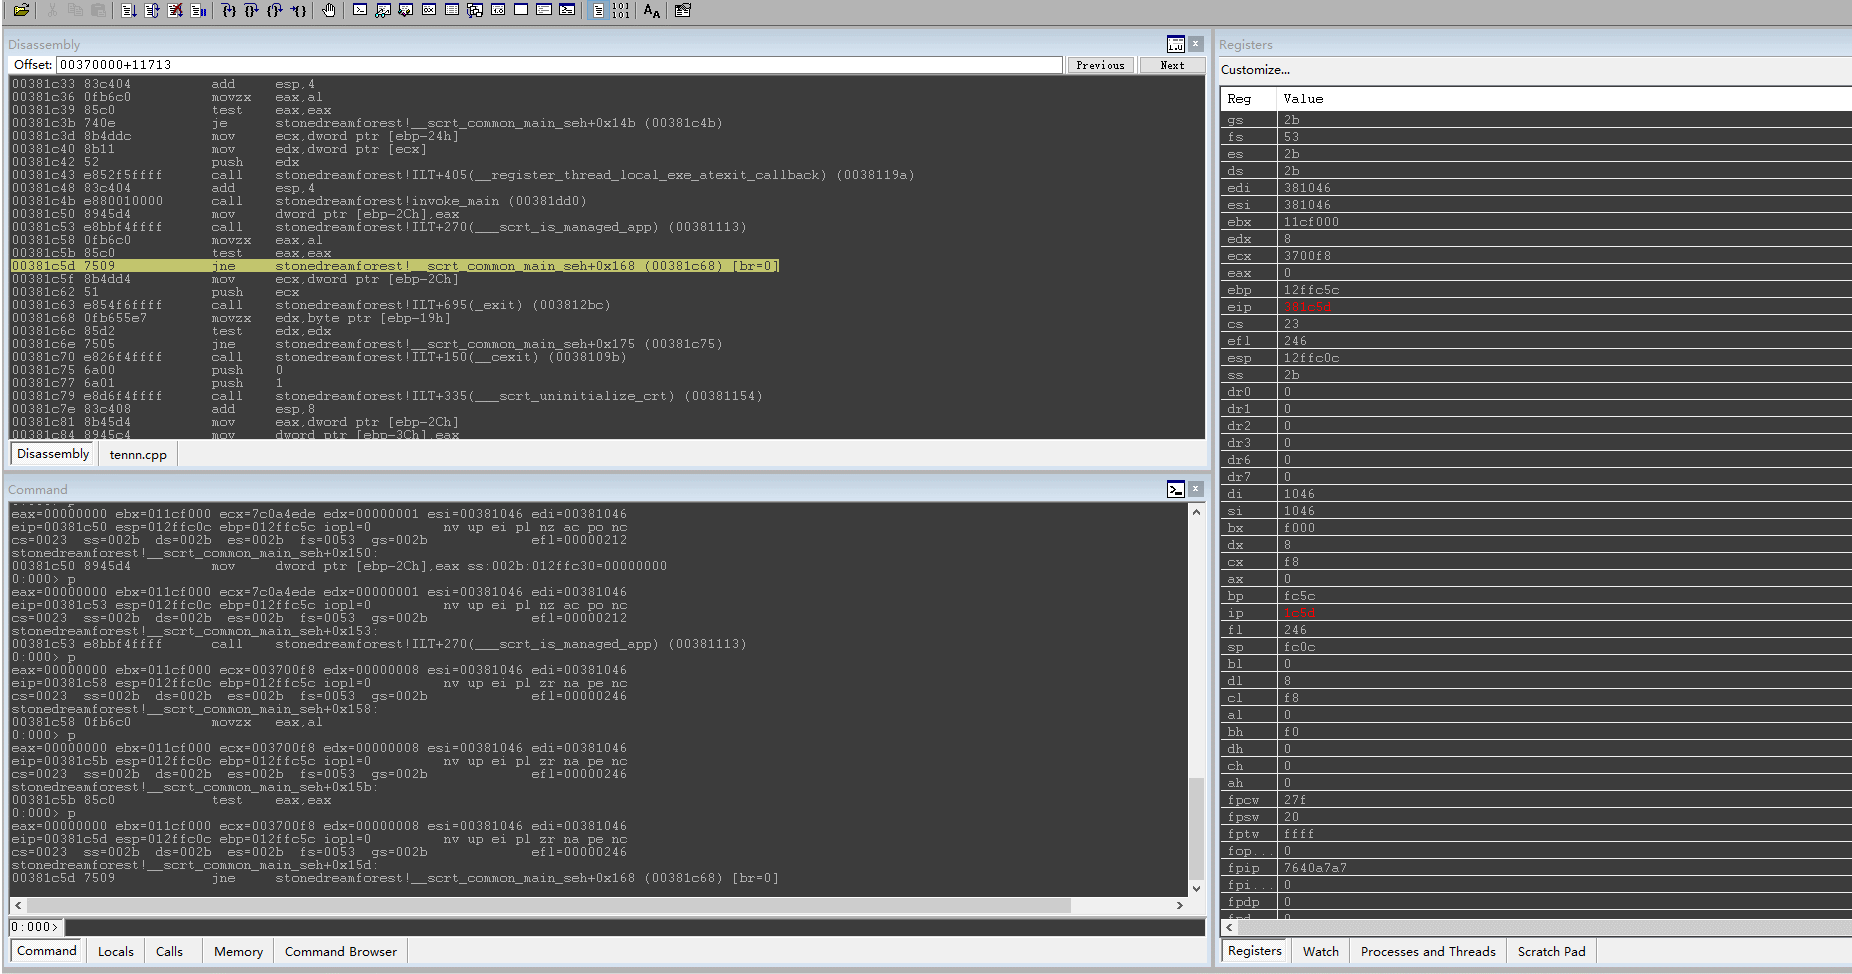 Disassembly
Offset: 00370000+11713
Previous
Next
00381c33 83c404 add esp,4
00381c36 0fb6c0 movzx eax,al
00381c39 85c0 test eax,eax
00381c3b 740e je stonedreamforest!__scrt_common_main_seh+0x14b (00381c4b)
00381c3d 8b4ddc mov ecx,dword ptr [ebp-24h]
00381c40 8b11 mov edx,dword ptr [ecx]
00381c42 52 push edx
00381c43 e852f5ffff call stonedreamforest!ILT+405(__register_thread_local_exe_atexit_callback) (0038119a)
00381c48 83c404 add esp,4
00381c4b e880010000 call stonedreamforest!invoke_main (00381dd0)
00381c50 8945d4 mov dword ptr [ebp-2Ch],eax
00381c53 e8bbf4ffff call stonedreamforest!ILT+270(___scrt_is_managed_app) (00381113)
00381c58 0fb6c0 movzx eax,al
00381c5b 85c0 test eax,eax
00381c5d 7509 jne stonedreamforest!__scrt_common_main_seh+0x168 (00381c68) [br=0]
00381c5f 8b4dd4 mov ecx,dword ptr [ebp-2Ch]
00381c62 51 push ecx
00381c63 e854f6ffff call stonedreamforest!ILT+695(_exit) (003812bc)
00381c68 0fb655e7 movzx edx,byte ptr [ebp-19h]
00381c6c 85d2 test edx,edx
00381c6e 7505 jne stonedreamforest!__scrt_common_main_seh+0x175 (00381c75)
00381c70 e826f4ffff call stonedreamforest!ILT+150(__cexit) (0038109b)
00381c75 6a00 push 0
00381c77 6a01 push 1
00381c79 e8d6f4ffff call stonedreamforest!ILT+335(___scrt_uninitialize_crt) (00381154)
00381c7e 83c408 add esp,8
00381c81 8b45d4 mov eax,dword ptr [ebp-2Ch]
00381c84 8945c4 mov dword ptr [ebp-3Ch],eax
Disassembly
tennn.cpp
Command
0:000> p
eax=00000000 ebx=011cf000 ecx=7c0a4ede edx=00000001 esi=00381046 edi=00381046
eip=00381c50 esp=012ffc0c ebp=012ffc5c iopl=0 nv up ei pl nz ac po nc
cs=0023 ss=002b ds=002b es=002b fs=0053 gs=002b efl=00000212
stonedreamforest!__scrt_common_main_seh+0x150:
00381c50 8945d4 mov dword ptr [ebp-2Ch],eax ss:002b:012ffc30=00000000
0:000> p
eax=00000000 ebx=011cf000 ecx=7c0a4ede edx=00000001 esi=00381046 edi=00381046
eip=00381c53 esp=012ffc0c ebp=012ffc5c iopl=0 nv up ei pl nz ac po nc
cs=0023 ss=002b ds=002b es=002b fs=0053 gs=002b efl=00000212
stonedreamforest!__scrt_common_main_seh+0x153:
00381c53 e8bbf4ffff call stonedreamforest!ILT+270(___scrt_is_managed_app) (00381113)
0:000> p
eax=00000000 ebx=011cf000 ecx=003700f8 edx=00000008 esi=00381046 edi=00381046
eip=00381c58 esp=012ffc0c ebp=012ffc5c iopl=0 nv up ei pl zr na pe nc
cs=0023 ss=002b ds=002b es=002b fs=0053 gs=002b efl=00000246
stonedreamforest!__scrt_common_main_seh+0x158:
00381c58 0fb6c0 movzx eax,al
0:000> p
eax=00000000 ebx=011cf000 ecx=003700f8 edx=00000008 esi=00381046 edi=00381046
eip=00381c5b esp=012ffc0c ebp=012ffc5c iopl=0 nv up ei pl zr na pe nc
cs=0023 ss=002b ds=002b es=002b fs=0053 gs=002b efl=00000246
stonedreamforest!__scrt_common_main_seh+0x15b:
00381c5b 85c0 test eax,eax
0:000> p
eax=00000000 ebx=011cf000 ecx=003700f8 edx=00000008 esi=00381046 edi=00381046
eip=00381c5d esp=012ffc0c ebp=012ffc5c iopl=0 nv up ei pl zr na pe nc
cs=0023 ss=002b ds=002b es=002b fs=0053 gs=002b efl=00000246
stonedreamforest!__scrt_common_main_seh+0x15d:
00381c5d 7509 jne stonedreamforest!__scrt_common_main_seh+0x168 (00381c68) [br=0]
0:000>
Command
Locals
Calls
Memory
Command Browser
Registers
Customize...
Reg Value
gs 2b
fs 53
es 2b
ds 2b
edi 381046
esi 381046
ebx 11cf000
edx 8
ecx 3700f8
eax 0
ebp 12ffc5c
eip 381c5d
cs 23
efl 246
esp 12ffc0c
ss 2b
dr0 0
dr1 0
dr2 0
dr3 0
dr6 0
dr7 0
di 1046
si 1046
bx f000
dx 8
cx f8
ax 0
bp fc5c
ip 1c5d
fl 246
sp fc0c
bl 0
dl 8
cl f8
al 0
bh f0
dh 0
ch 0
ah 0
fpcw 27f
fpsw 20
fptw ffff
fop... 0
fpip 7640a7a7
fpi... 0
fpdp 0
fpd... 0
Registers
Watch
Processes and Threads
Scratch Pad